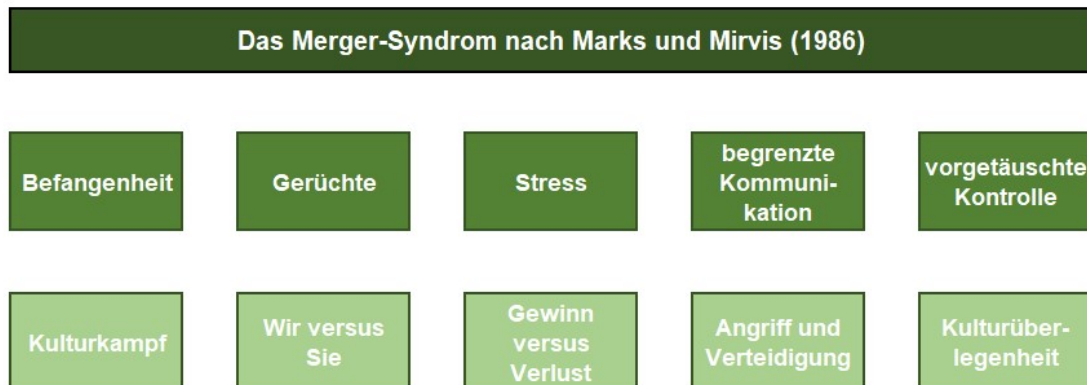 Das Merger-Syndrom nach Marks und Mirvis (1986)
Befangenheit
Gerüchte
Stress
begrenzte
Kommuni-
kation
vorgetäuschte
Kontrolle
Kulturkampf
Wir versus
Sie
Gewinn
versus
Verlust
Angriff und
Verteidigung
Kulturüber-
legenheit